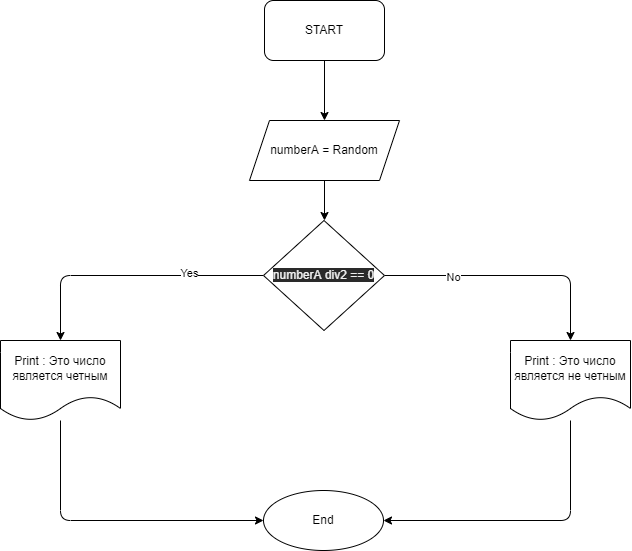 START
numberA = Random
numberA div2 == 0
Yes
No
Print : Это число
является четным
Print : Это число
является не четным
End